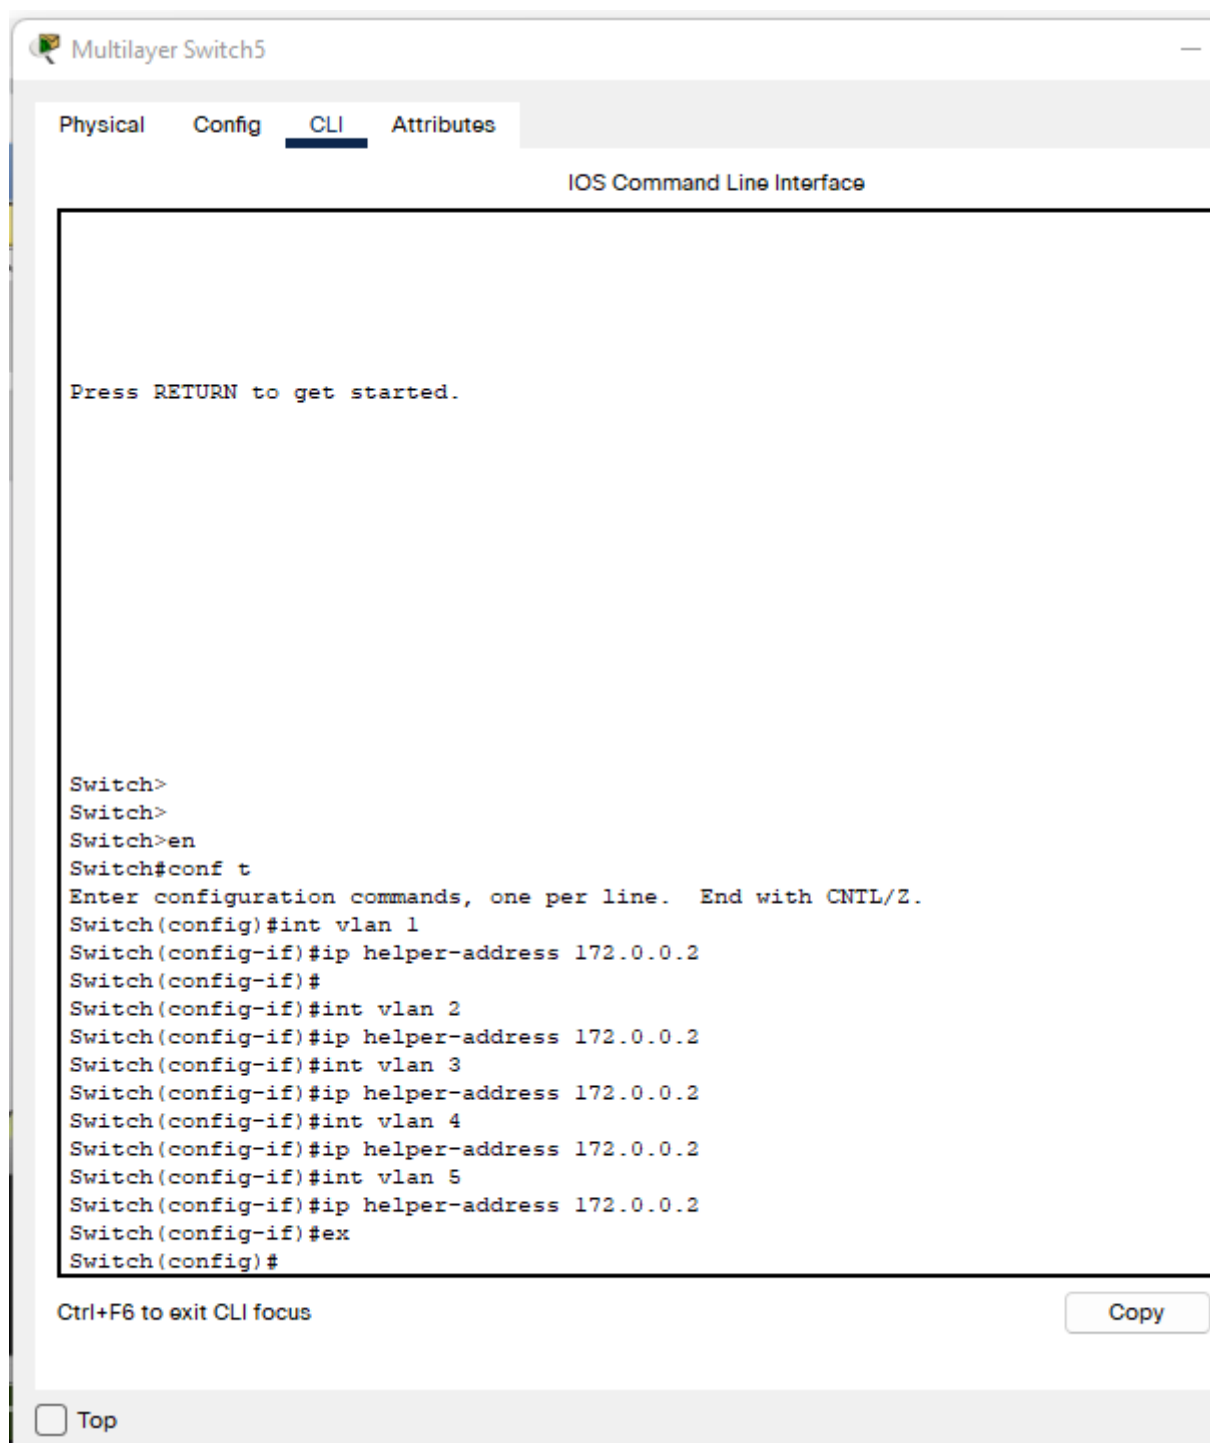 Multilayer Switch5
Physical Config CLI Attributes
IOS Command Line Interface
Press RETURN to get started.
Switch>
Switch>
Switch>en
Switch#conf t
Enter configuration commands, one per line.  End with CNTL/Z.
Switch(config)#int vlan 1
Switch(config-if)#ip helper-address 172.0.0.2
Switch(config-if)#
Switch(config-if)#int vlan 2
Switch(config-if)#ip helper-address 172.0.0.2
Switch(config-if)#int vlan 3
Switch(config-if)#ip helper-address 172.0.0.2
Switch(config-if)#int vlan 4
Switch(config-if)#ip helper-address 172.0.0.2
Switch(config-if)#int vlan 5
Switch(config-if)#ip helper-address 172.0.0.2
Switch(config-if)#ex
Switch(config)#
Ctrl+F6 to exit CLI focus
Copy
Top